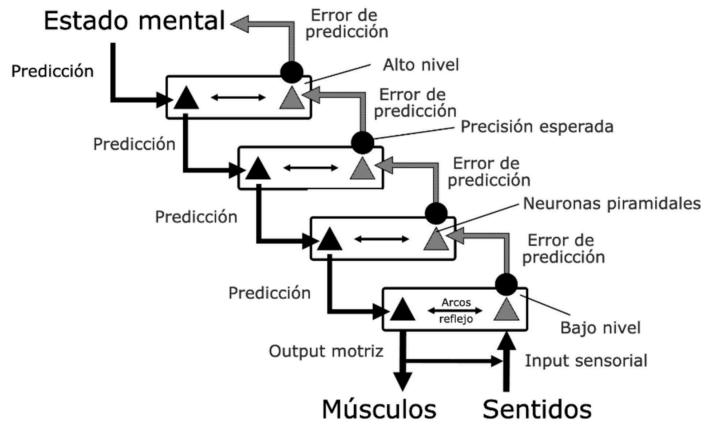 Estado mental
Error de
predicción
Predicción
Alto nivel
Error de
predicción
Predicción
Precisión esperada
Error de
predicción
Predicción
Neuronas piramidales
Error de
predicción
Predicción
Arcos
reflejo
Bajo nivel
Output motriz
Input sensorial
Músculos
Sentidos